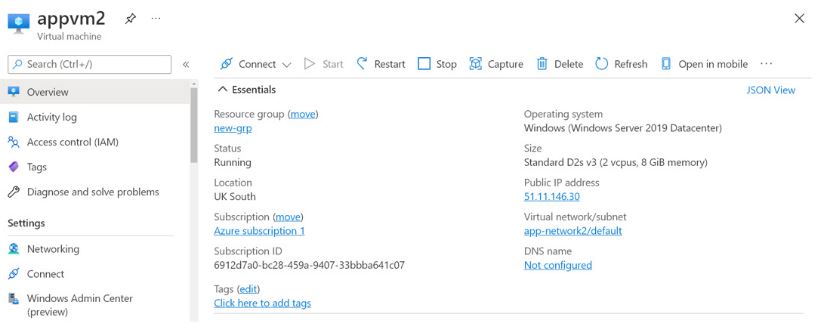 appvm2 ...
Virtual machine
Search (Ctrl+/) «
Connect Start Restart Stop Capture Delete Refresh Open in mobile ...
Overview
Activity log
Access control (IAM)
Tags
Diagnose and solve problems
Settings
Networking
Connect
Windows Admin Center
(preview)
Essentials JSON View
Resource group (move)
new-grp
Status
Running
Location
UK South
Subscription (move)
Azure subscription 1
Subscription ID
6912d7a0-bc28-459a-9407-33bbba641c07
Tags (edit)
Click here to add tags
Operating system
Windows (Windows Server 2019 Datacenter)
Size
Standard D2s v3 (2 vcpus, 8 GiB memory)
Public IP address
51.11.146.30
Virtual network/subnet
app-network2/default
DNS name
Not configured